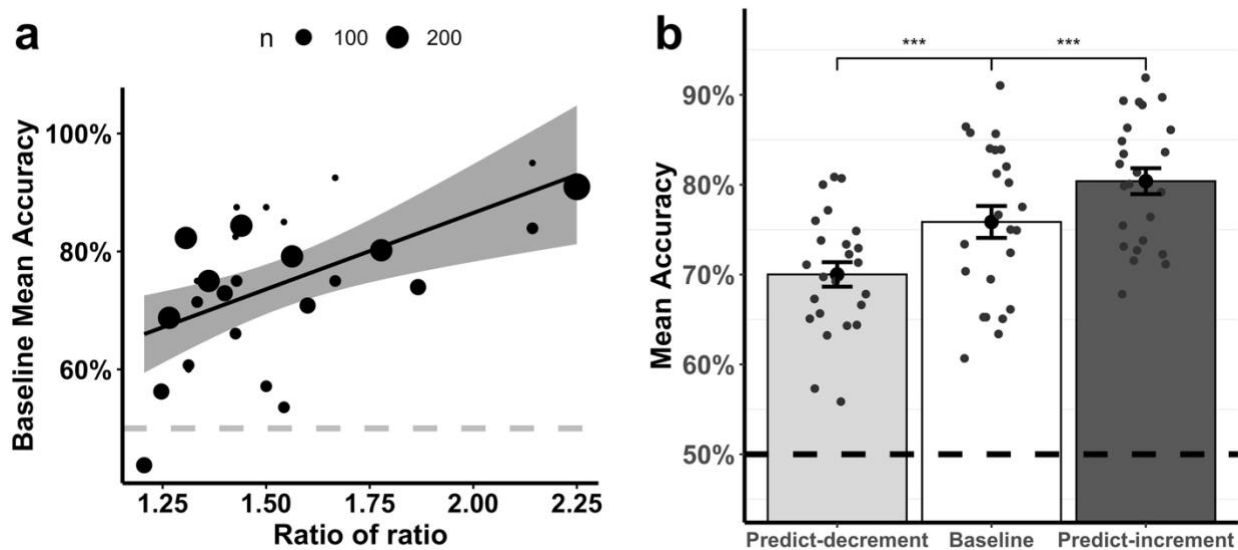 a
n 100 200
Baseline Mean Accuracy
100%
80%
60%
1.25 1.50 1.75 2.00 2.25
Ratio of ratio
b
*** ***
Mean Accuracy
90%
80%
70%
60%
50%
Predict-decrement Baseline Predict-increment